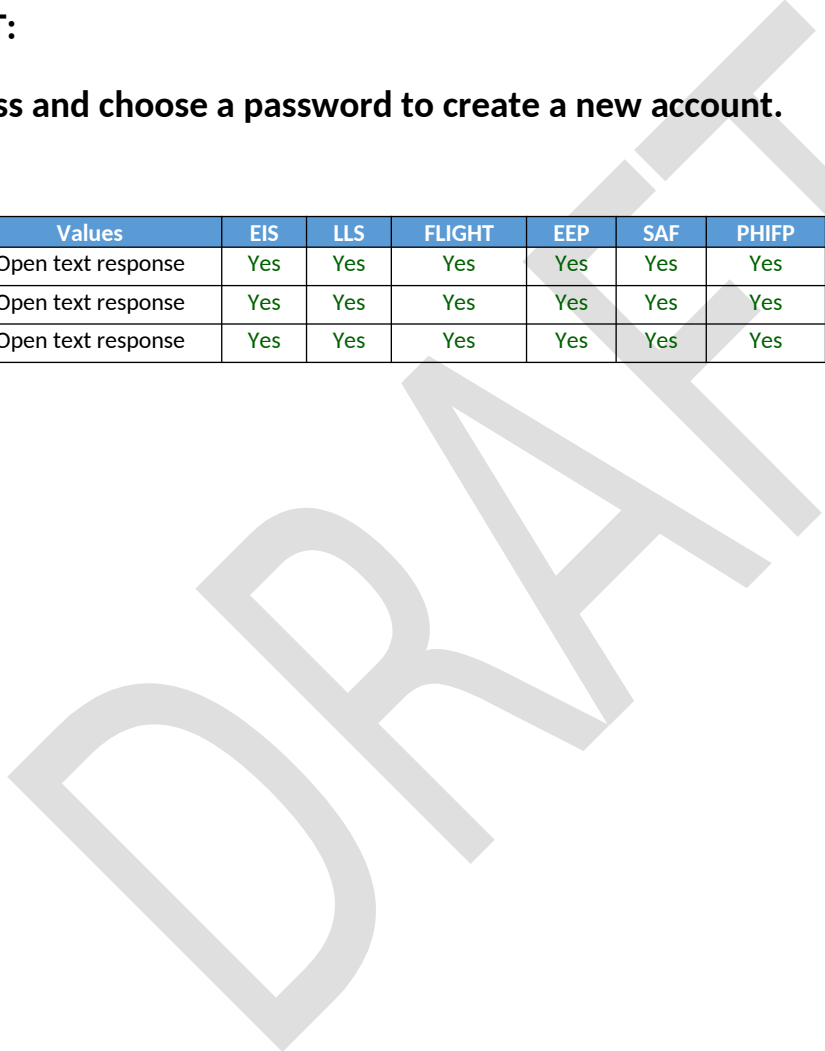 T:
ss and choose a password to create a new account.
Values EIS LLS FLIGHT EEP SAF PHIFP
Open text response Yes Yes Yes Yes Yes Yes
Open text response Yes Yes Yes Yes Yes Yes
Open text response Yes Yes Yes Yes Yes Yes
DRAFT